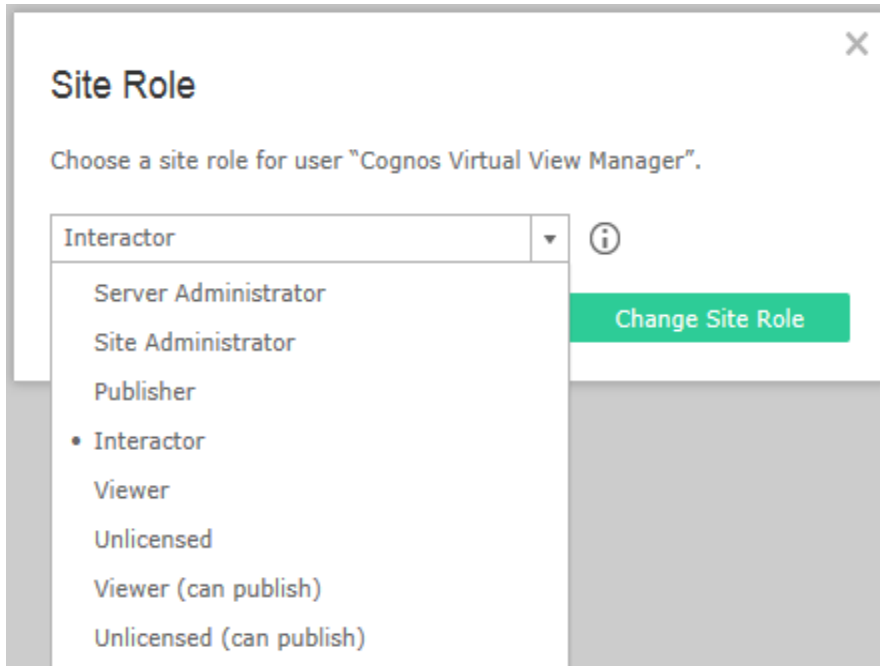 Site Role
Choose a site role for user “Cognos Virtual View Manager”.
Interactor
Change Site Role
Server Administrator
Site Administrator
Publisher
• Interactor
Viewer
Unlicensed
Viewer (can publish)
Unlicensed (can publish)